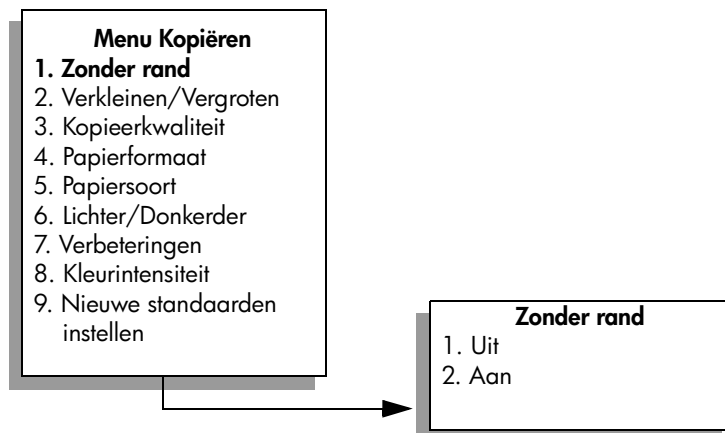 Menu Kopiëren
1. Zonder rand
2. Verkleinen/Vergroten
3. Kopieerkwaliteit
4. Papierformaat
5. Papiersoort
6. Lichter/Donkerder
7. Verbeteringen
8. Kleurintensiteit
9. Nieuwe standaarden
instellen
Zonder rand
1. Uit
2. Aan